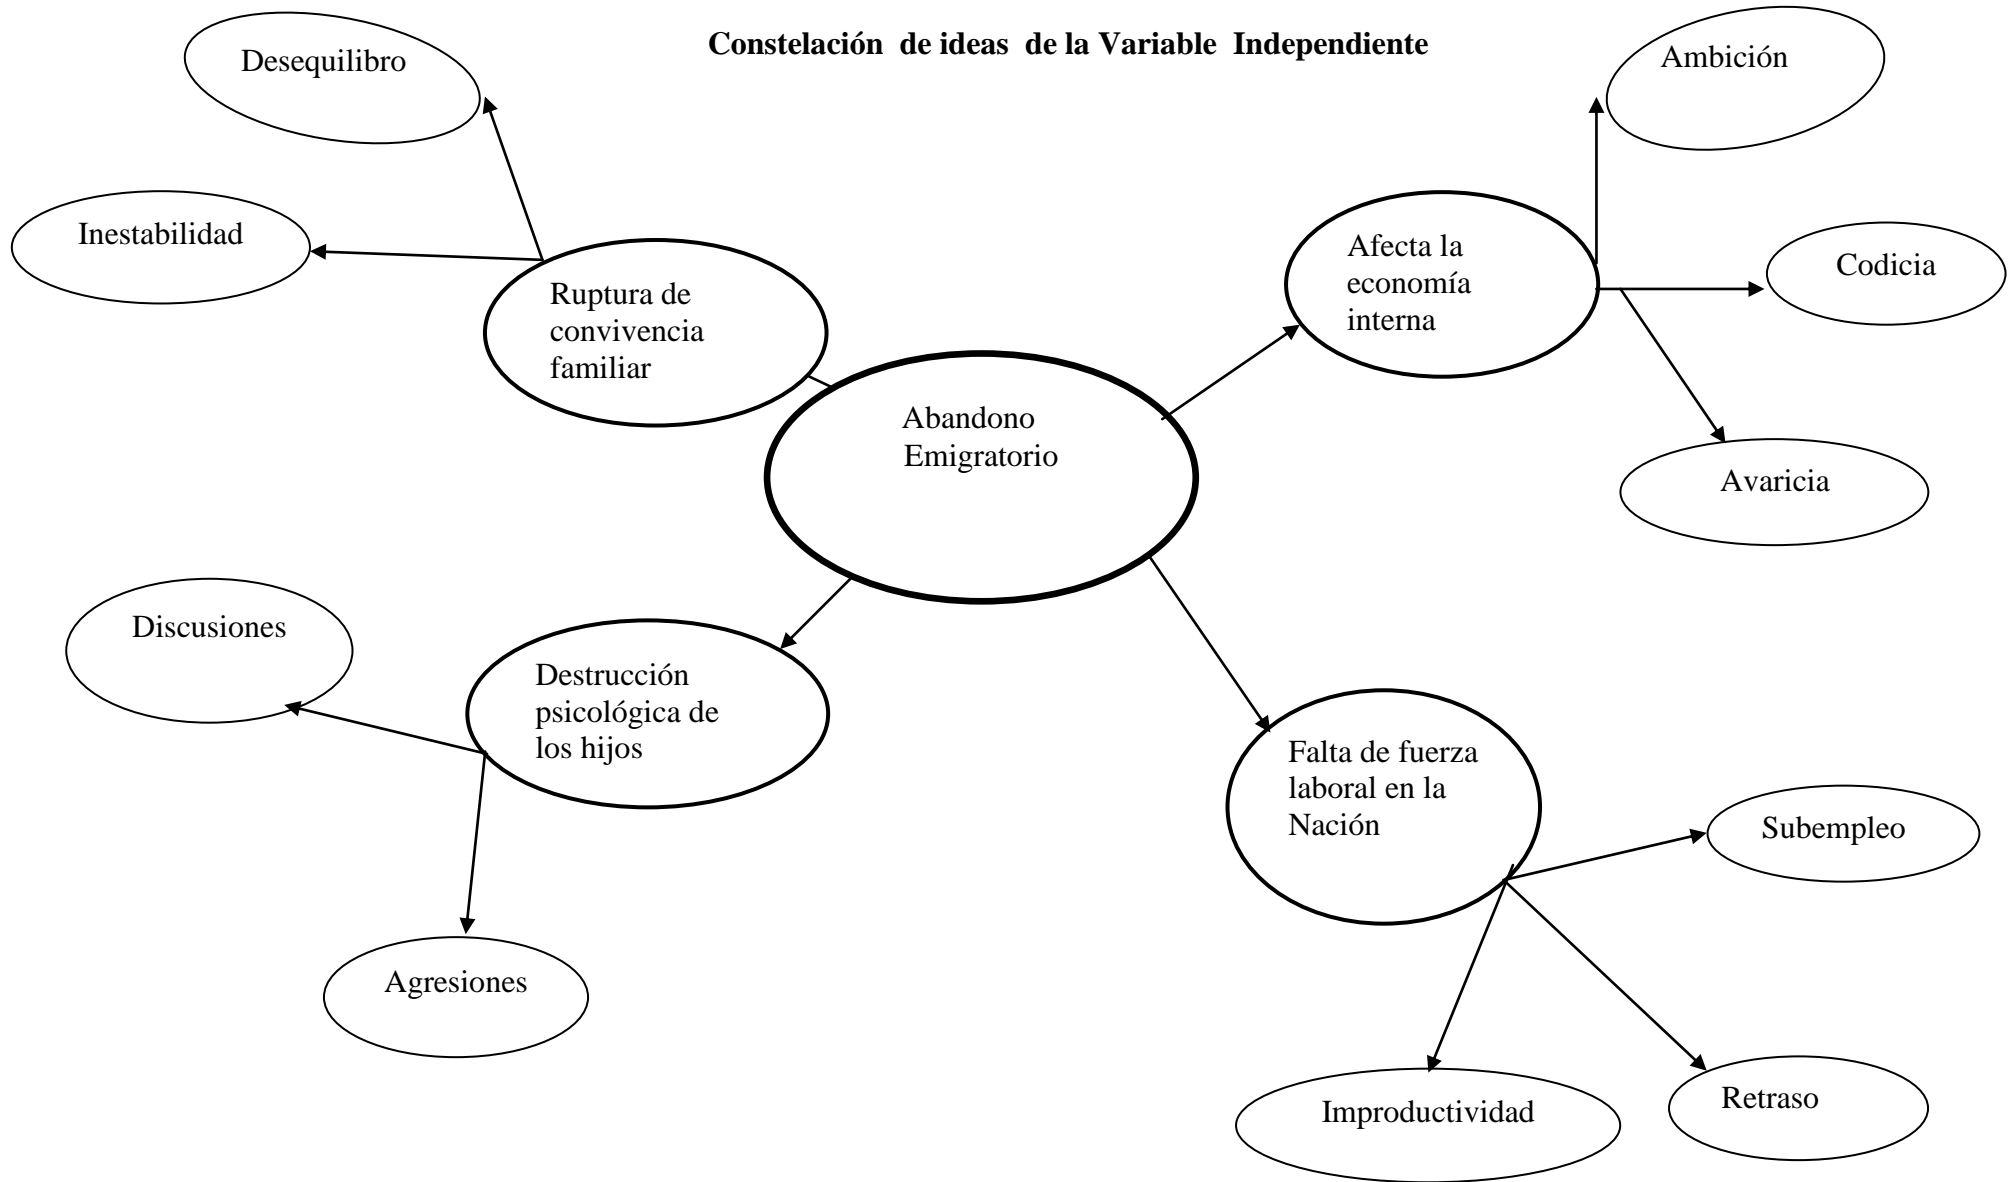 Constelación de ideas de la Variable Independiente
Desequilibro
Ambición
Inestabilidad
Afecta la
economía
interna
Codicia
Ruptura de
convivencia
familiar
Abandono
Emigratorio
Avaricia
Discusiones
Destrucción
psicológica de
los hijos
Falta de fuerza
laboral en la
Nación
Subempleo
Agresiones
Improductividad
Retraso